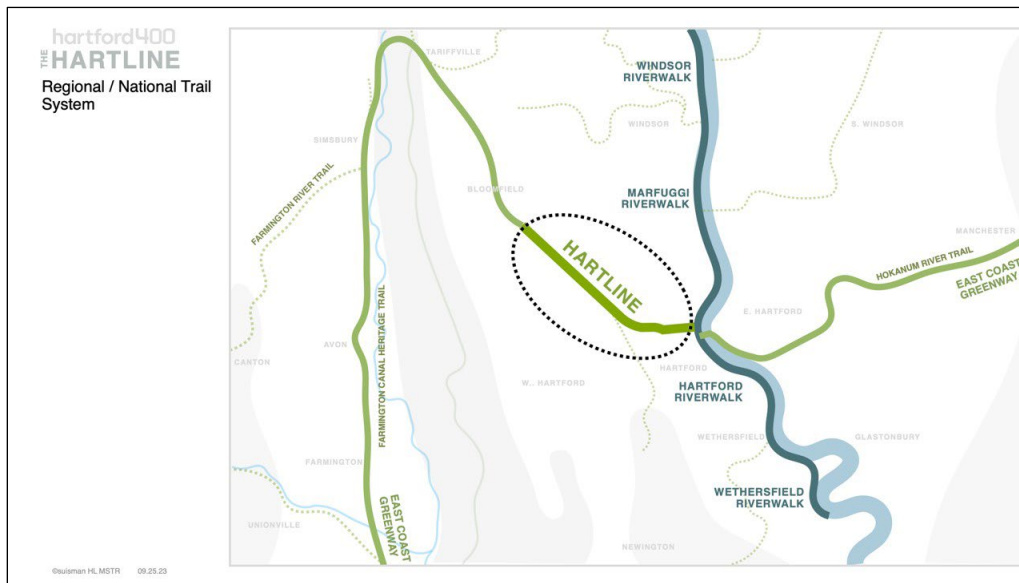 hartford400
THE HARTLINE
Regional / National Trail
System
TARIFFVILLE
WINDSOR
RIVERWALK
WINDSOR
S. WINDSOR
SIMSBURY
FARMINGTON RIVER TRAIL
BLOOMFIELD
MARFUGGI
RIVERWALK
MANCHESTER
HOKANUM RIVER TRAIL
EAST COAST
GREENWAY
HARTLINE
E. HARTFORD
FARMINGTON CANAL HERITAGE TRAIL
AVON
CANTON
HARTFORD
W.. HARTFORD
HARTFORD
RIVERWALK
WETHERSFIELD
GLASTONBURY
FARMINGTON
EAST COAST
GREENWAY
WETHERSFIELD
RIVERWALK
UNIONVILLE
NEWINGTON
©suisman HL MSTR 09.25.23